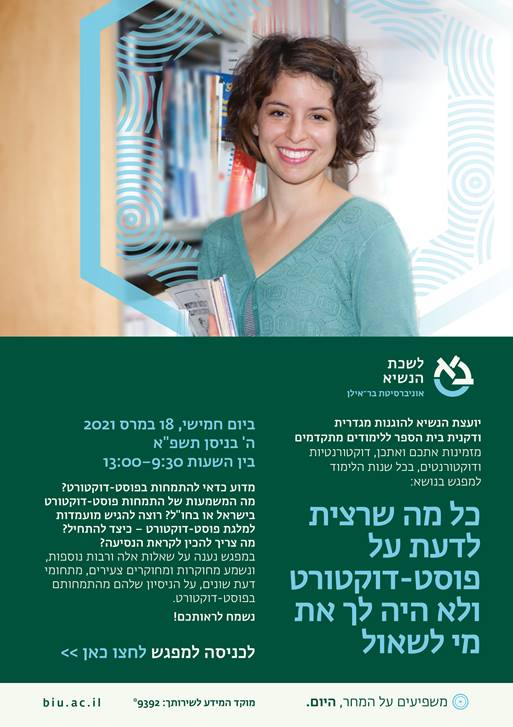 לשכת
הנשיא
אוניברסיטת בר־אילן
יועצת הנשיא להוגנות מגדרית
ודקנית בית הספר ללימודים מתקדמים
מזמינות אתכם ואתכן, דוקטורנטיות
ודוקטורנטים, בכל שנות הלימוד
למפגש בנושא:
כל מה שרצית
לדעת על
פוסט-דוקטורט
ולא היה לך את
מי לשאול
ביום חמישי, 18 במרס 2021
ה' בניסן תשפ"א
בין השעות 13:00–9:30
מדוע כדאי להתמחות בפוסט-דוקטורט?
מה המשמעות של התמחות פוסט-דוקטורט
בישראל או בחו"ל? רוצה להגיש מועמדות
למלגת פוסט-דוקטורט – כיצד להתחיל?
מה צריך להכין לקראת הנסיעה?
במפגש נענה על שאלות אלה ורבות נוספות,
ונשמע מחוקרות ומחוקרים צעירים, מתחומי
דעת שונים, על הניסיון שלהם מהתמחותם
בפוסט-דוקטורט.
נשמח לראותכם!
לכניסה למפגש לחצו כאן >>
משפיעים על המחר, היום.
מוקד המידע לשירותך: 9392*
biu.ac.il